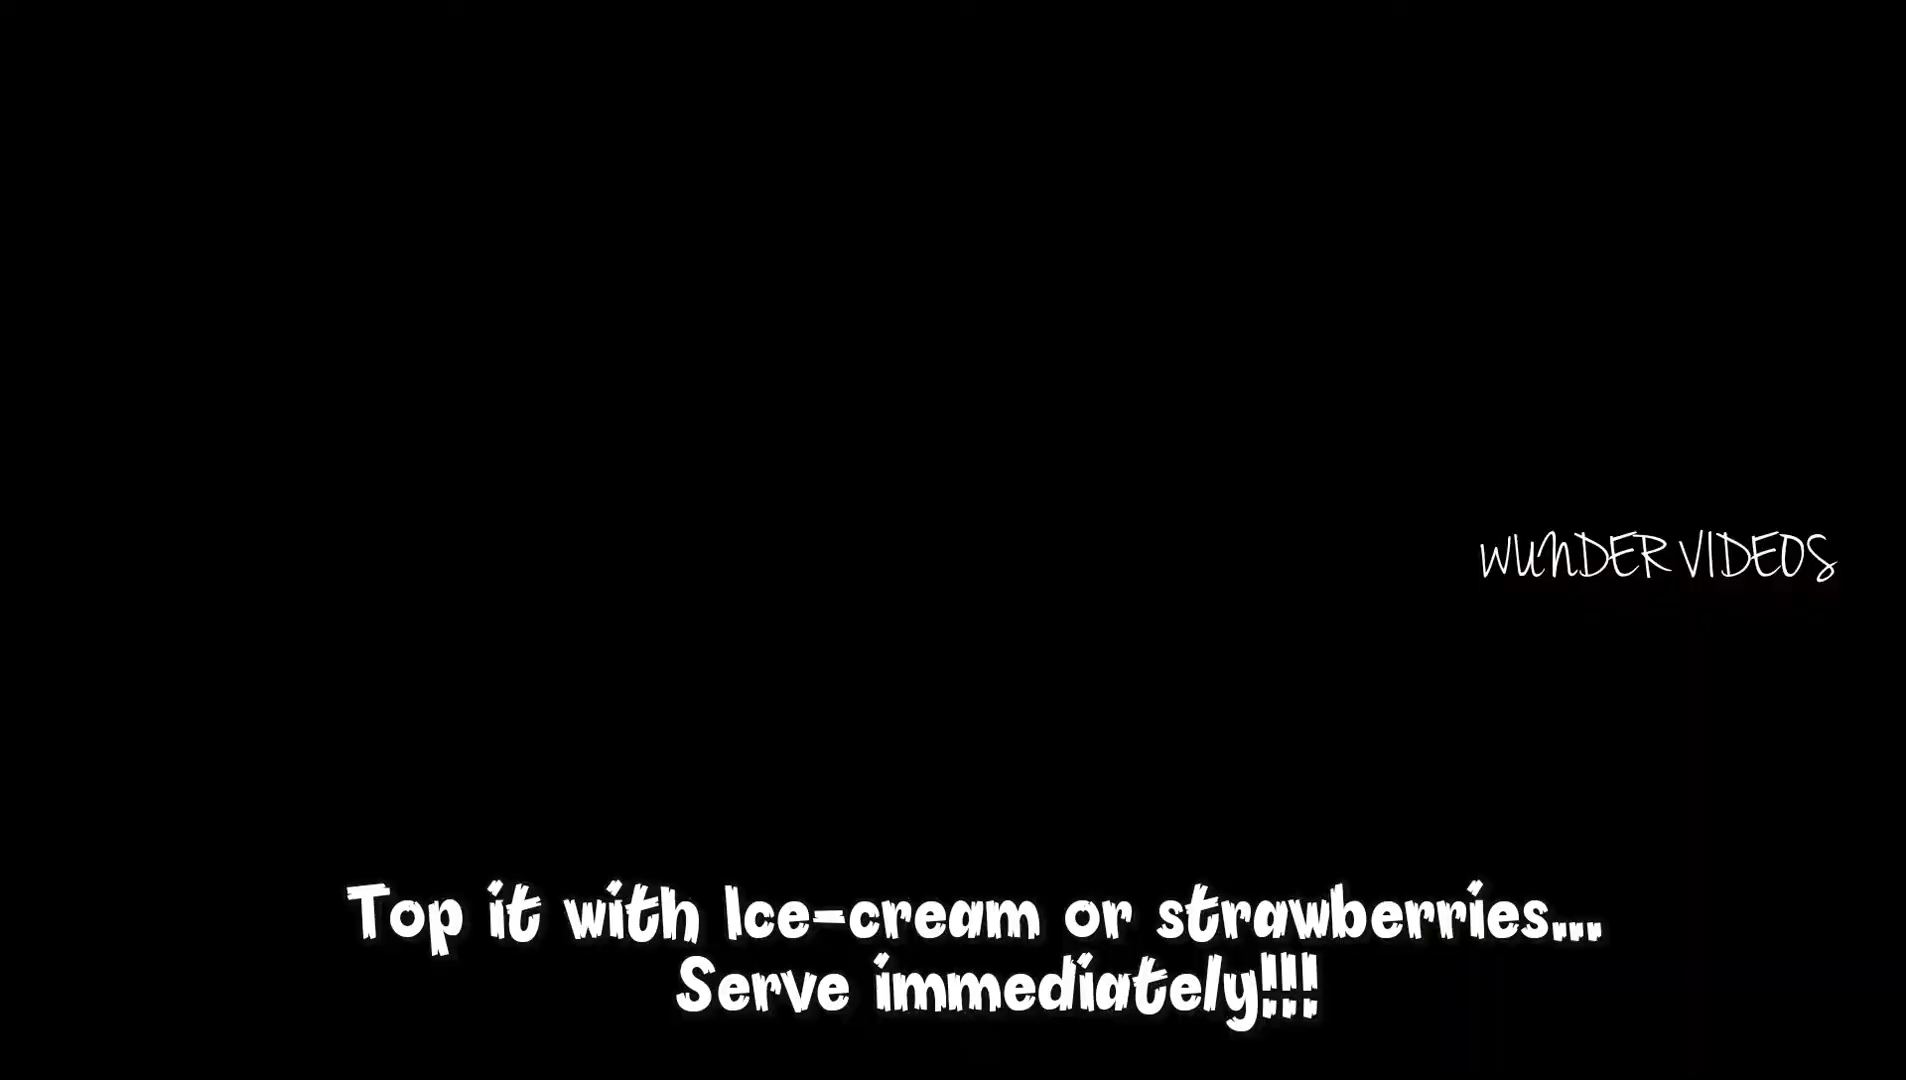 WUNDER VIDEOS
Top it with Ice-cream or strawberries...
Serve immediately!!!